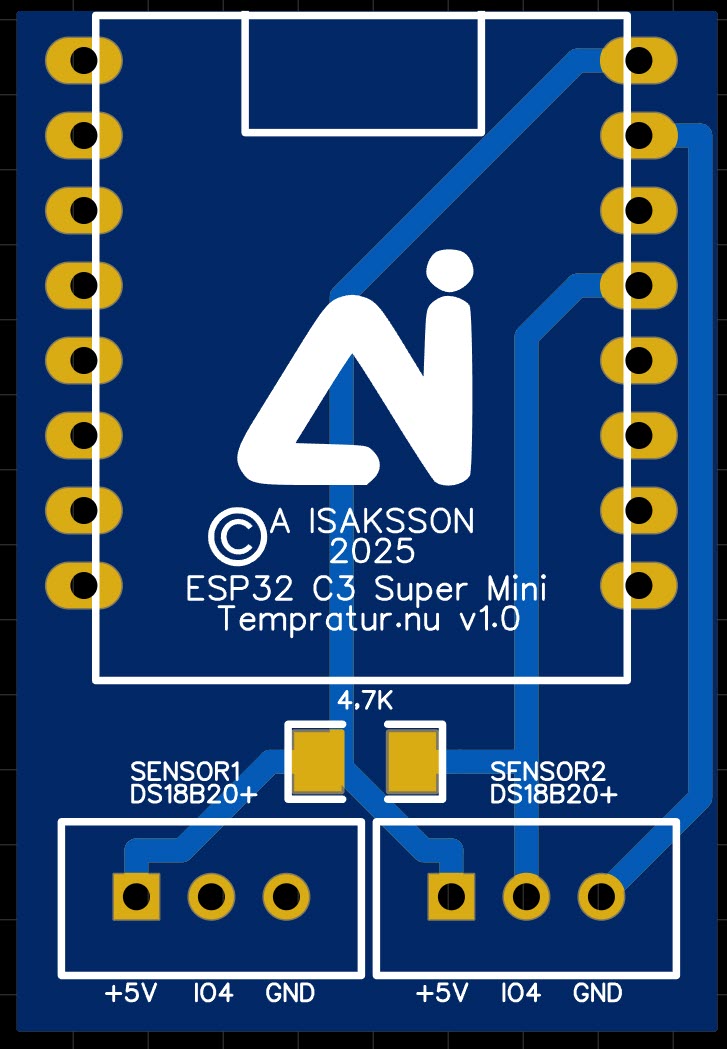 © A ISAKSSON
2025
ESP32 C3 Super Mini
Tempratur.nu v1.0
4.7K
SENSOR1
DS18B20+
SENSOR2
DS18B20+
+5V IO4 GND
+5V IO4 GND